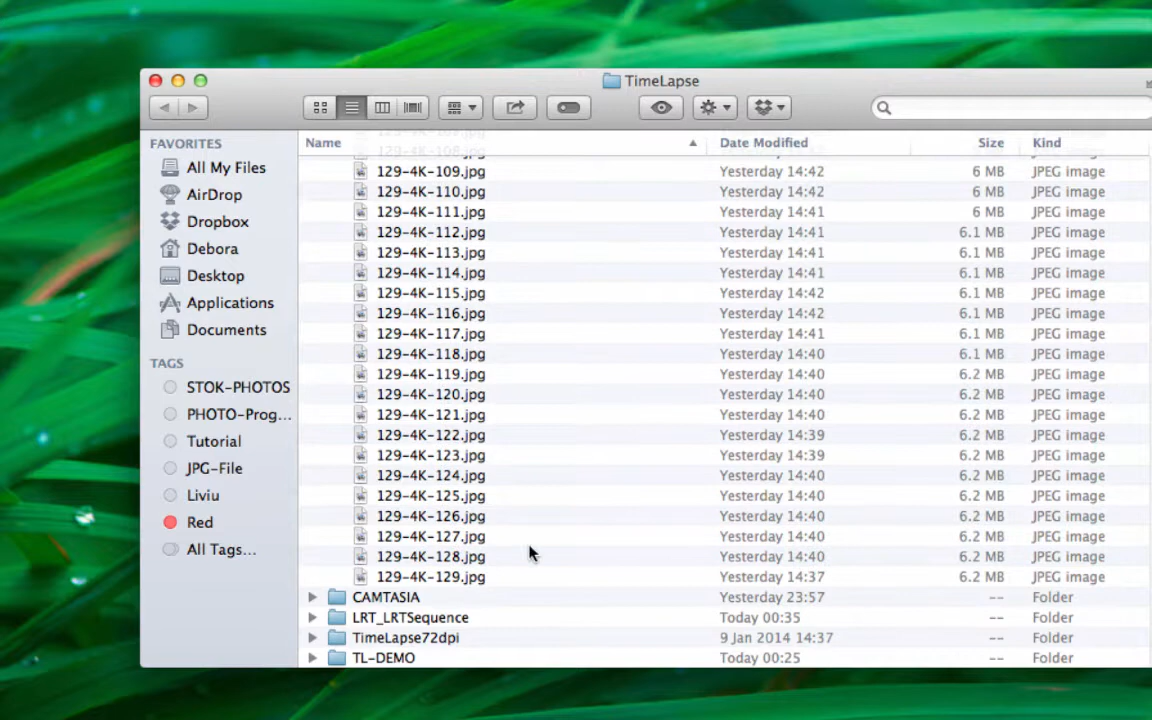 TimeLapse
FAVORITES
All My Files
AirDrop
Dropbox
Debora
Desktop
Applications
Documents
TAGS
STOK-PHOTOS
PHOTO-Prog...
Tutorial
JPG-File
Liviu
Red
All Tags...
Name Date Modified Size Kind
129-4K-108.jpg
129-4K-109.jpg Yesterday 14:42 6 MB JPEG image
129-4K-110.jpg Yesterday 14:42 6 MB JPEG image
129-4K-111.jpg Yesterday 14:41 6 MB JPEG image
129-4K-112.jpg Yesterday 14:41 6.1 MB JPEG image
129-4K-113.jpg Yesterday 14:41 6.1 MB JPEG image
129-4K-114.jpg Yesterday 14:41 6.1 MB JPEG image
129-4K-115.jpg Yesterday 14:42 6.1 MB JPEG image
129-4K-116.jpg Yesterday 14:42 6.1 MB JPEG image
129-4K-117.jpg Yesterday 14:41 6.1 MB JPEG image
129-4K-118.jpg Yesterday 14:40 6.1 MB JPEG image
129-4K-119.jpg Yesterday 14:40 6.2 MB JPEG image
129-4K-120.jpg Yesterday 14:40 6.2 MB JPEG image
129-4K-121.jpg Yesterday 14:40 6.2 MB JPEG image
129-4K-122.jpg Yesterday 14:39 6.2 MB JPEG image
129-4K-123.jpg Yesterday 14:39 6.2 MB JPEG image
129-4K-124.jpg Yesterday 14:40 6.2 MB JPEG image
129-4K-125.jpg Yesterday 14:40 6.2 MB JPEG image
129-4K-126.jpg Yesterday 14:40 6.2 MB JPEG image
129-4K-127.jpg Yesterday 14:40 6.2 MB JPEG image
129-4K-128.jpg Yesterday 14:40 6.2 MB JPEG image
129-4K-129.jpg Yesterday 14:37 6.2 MB JPEG image
CAMTASIA Yesterday 23:57 -- Folder
LRT_LRTSequence Today 00:35 -- Folder
TimeLapse72dpi 9 Jan 2014 14:37 -- Folder
TL-DEMO Today 00:25 -- Folder